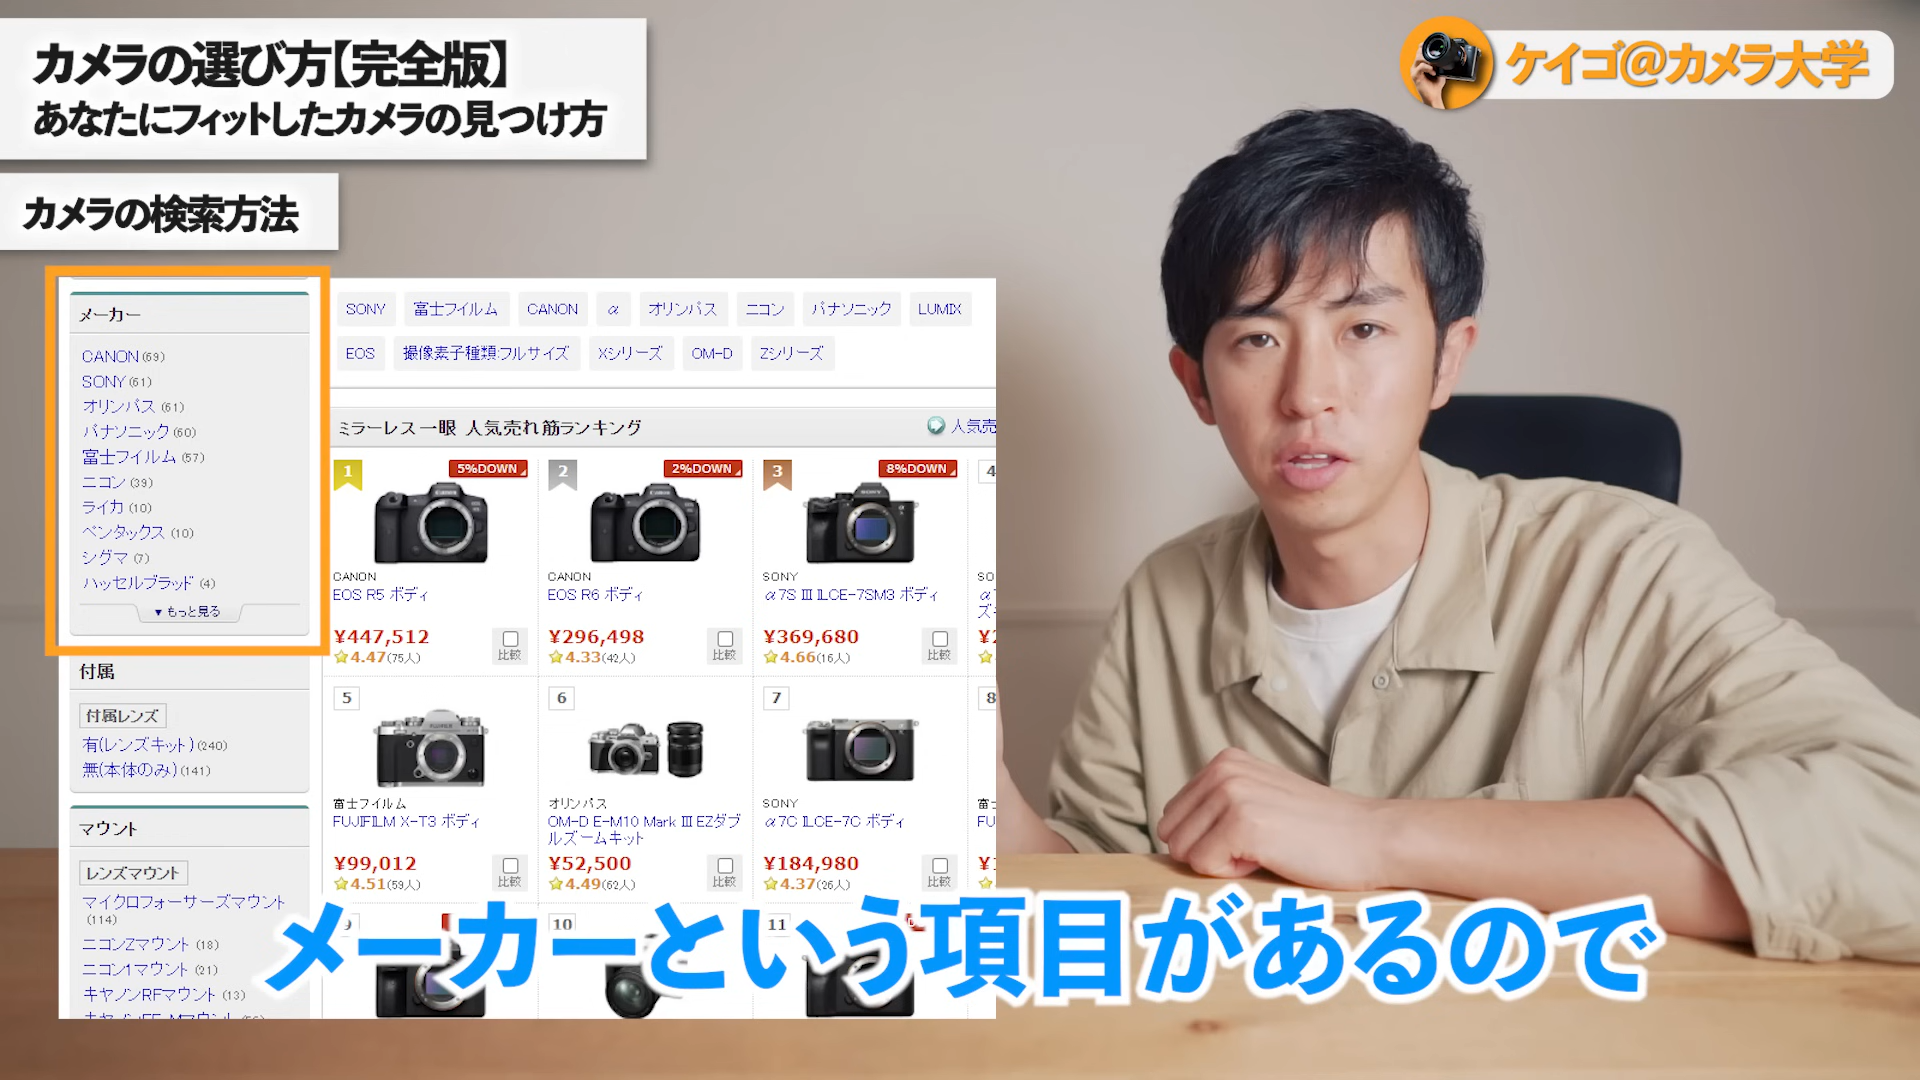 カメラの選び方【完全版】
あなたにフィットしたカメラの見つけ方
ケイゴ@カメラ大学
カメラの検索方法
メーカー
CANON (69)
SONY (61)
オリンパス (61)
パナソニック (60)
富士フイルム (57)
ニコン (39)
ライカ (10)
ペンタックス (10)
シグマ (7)
ハッセルブラッド (4)
▼もっと見る
付属
付属レンズ
有(レンズキット) (240)
無(本体のみ) (141)
マウント
レンズマウント
マイクロフォーサーズマウント
(114)
ニコンZマウント (18)
ニコン1マウント (21)
キヤノンRFマウント (13)
SONY 富士フイルム CANON α オリンパス ニコン パナソニック LUMIX
EOS 撮像素子種類:フルサイズ Xシリーズ OM-D Zシリーズ
ミラーレス一眼 人気売れ筋ランキング
人気売
1 5%DOWN
CANON
EOS R5 ボディ
¥447,512
4.47(75人)
比較
2 2%DOWN
CANON
EOS R6 ボディ
¥296,498
4.33(42人)
比較
3 8%DOWN
SONY
α7S III ILCE-7SM3 ボディ
¥369,680
4.66(16人)
比較
4
5
富士フイルム
FUJIFILM X-T3 ボディ
¥99,012
4.51(59人)
比較
6
オリンパス
OM-D E-M10 Mark III EZダブ
ルズームキット
¥52,500
4.49(62人)
比較
7
SONY
α7C ILCE-7C ボディ
¥184,980
4.37(26人)
比較
8
9
10
11
メーカーという項目があるので